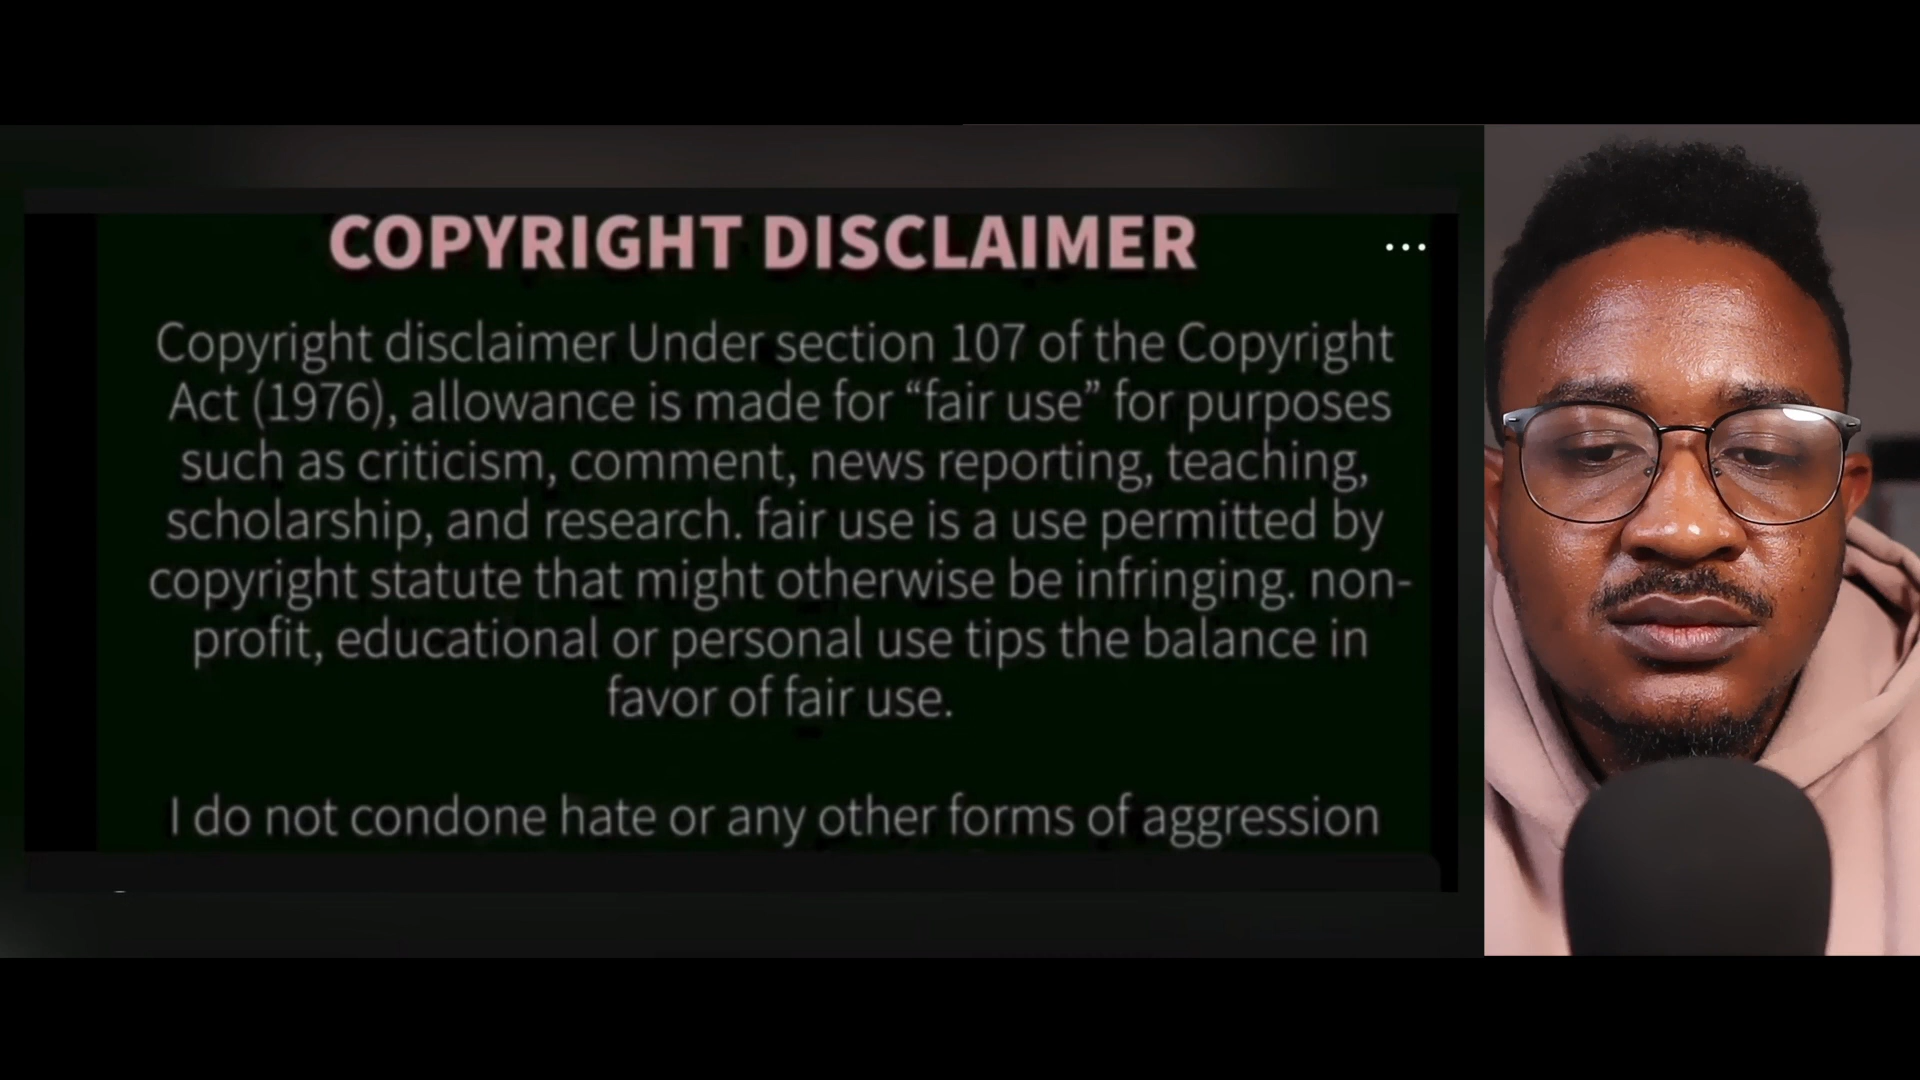 COPYRIGHT DISCLAIMER
Copyright disclaimer Under section 107 of the Copyright
Act (1976), allowance is made for “fair use” for purposes
such as criticism, comment, news reporting, teaching,
scholarship, and research. fair use is a use permitted by
copyright statute that might otherwise be infringing. non-
profit, educational or personal use tips the balance in
favor of fair use.
I do not condone hate or any other forms of aggression